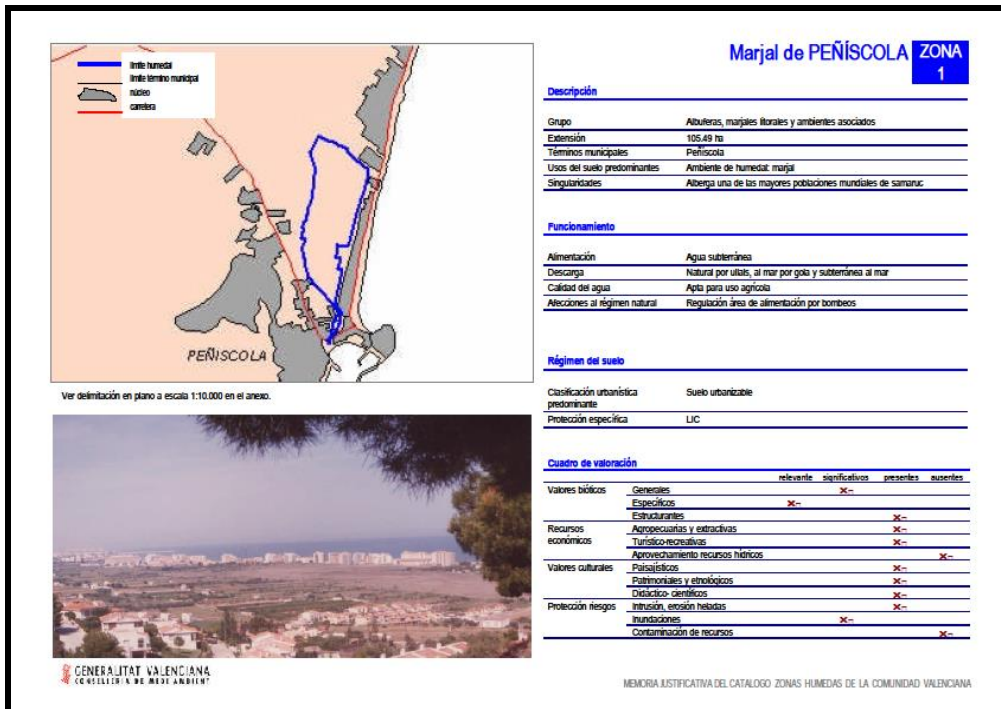 límite humedal
límite término municipal
núcleo
carretera
PEÑISCOLA
Ver delimitación en plano a escala 1:10.000 en el anexo.
GENERALITAT VALENCIANA
CONSELLERIA DE MEDI AMBIENT
Marjal de PEÑÍSCOLA ZONA 1
Descripción
Grupo Albuferas, marjales litorales y ambientes asociados
Extensión 105.49 ha
Términos municipales Peñíscola
Usos del suelo predominantes Ambiente de humedal: marjal
Singularidades Alberga una de las mayores poblaciones mundiales de samaruc
Funcionamiento
Alimentación Agua subterránea
Descarga Natural por ullals, al mar por gola y subterránea al mar
Calidad del agua Apta para uso agrícola
Afecciones al régimen natural Regulación área de alimentación por bombeos
Régimen del suelo
Clasificación urbanística predominante Suelo urbanizable
Protección específica LIC
Cuadro de valoración
relevante significativos presentes ausentes
Valores bióticos Generales ×–
Específicos ×–
Estructurantes ×–
Recursos económicos Agropecuarias y extractivas ×–
Turístico-recreativas ×–
Aprovechamiento recursos hídricos ×–
Valores culturales Paisajísticos ×–
Patrimoniales y etnológicos ×–
Didáctico- científicos ×–
Protección riesgos Intrusión, erosión heladas ×–
Inundaciones ×–
Contaminación de recursos ×–
MEMORIA JUSTIFICATIVA DEL CATALOGO ZONAS HUMEDAS DE LA COMUNIDAD VALENCIANA